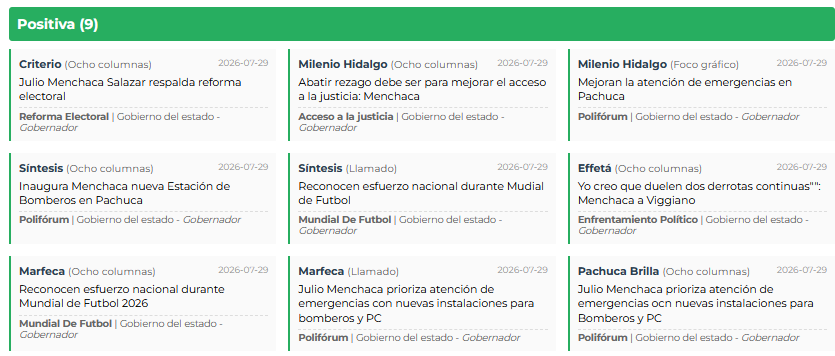 Positiva (9)
Criterio (Ocho columnas) 2026-07-29
Julio Menchaca Salazar respalda reforma
electoral
Reforma Electoral | Gobierno del estado -
Gobernador
Milenio Hidalgo (Ocho columnas) 2026-07-29
Abatir rezago debe ser para mejorar el acceso
a la justicia: Menchaca
Acceso a la justicia | Gobierno del estado -
Gobernador
Milenio Hidalgo (Foco gráfico) 2026-07-29
Mejoran la atención de emergencias en
Pachuca
Polifórum | Gobierno del estado - Gobernador
Síntesis (Ocho columnas) 2026-07-29
Inaugura Menchaca nueva Estación de
Bomberos en Pachuca
Polifórum | Gobierno del estado - Gobernador
Síntesis (Llamado) 2026-07-29
Reconocen esfuerzo nacional durante Mudial
de Futbol
Mundial De Futbol | Gobierno del estado -
Gobernador
Effetá (Ocho columnas) 2026-07-29
Yo creo que duelen dos derrotas continuas"":
Menchaca a Viggiano
Enfrentamiento Político | Gobierno del estado -
Gobernador
Marfeca (Ocho columnas) 2026-07-29
Reconocen esfuerzo nacional durante
Mundial de Futbol 2026
Mundial De Futbol | Gobierno del estado -
Gobernador
Marfeca (Llamado) 2026-07-29
Julio Menchaca prioriza atención de
emergencias con nuevas instalaciones para
bomberos y PC
Polifórum | Gobierno del estado - Gobernador
Pachuca Brilla (Ocho columnas) 2026-07-29
Julio Menchaca prioriza atención de
emergencias ocn nuevas instalaciones para
Bomberos y PC
Polifórum | Gobierno del estado - Gobernador